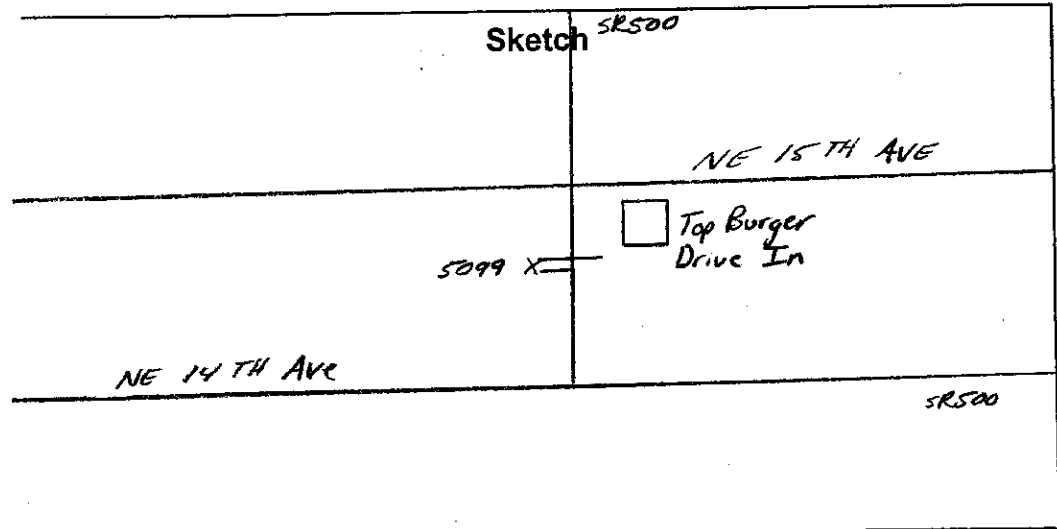 SR500
Sketch
NE 15TH AVE
Top Burger
Drive In
5099 X
NE 14TH Ave
SR500